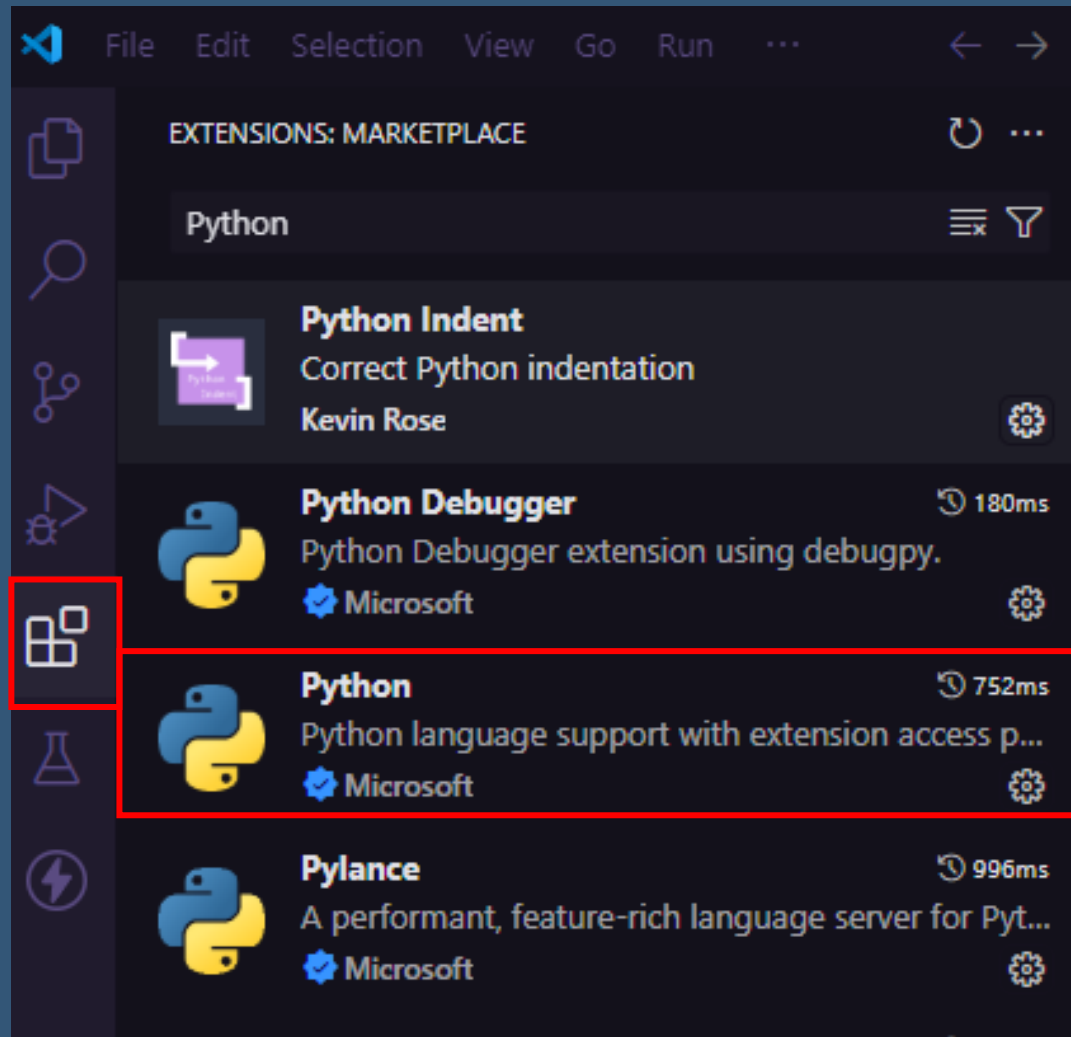 File Edit Selection View Go Run ...
EXTENSIONS: MARKETPLACE
Python
Python Indent
Correct Python indentation
Kevin Rose
Python Debugger 180ms
Python Debugger extension using debugpy.
Microsoft
Python 752ms
Python language support with extension access p...
Microsoft
Pylance 996ms
A performant, feature-rich language server for Pyt...
Microsoft